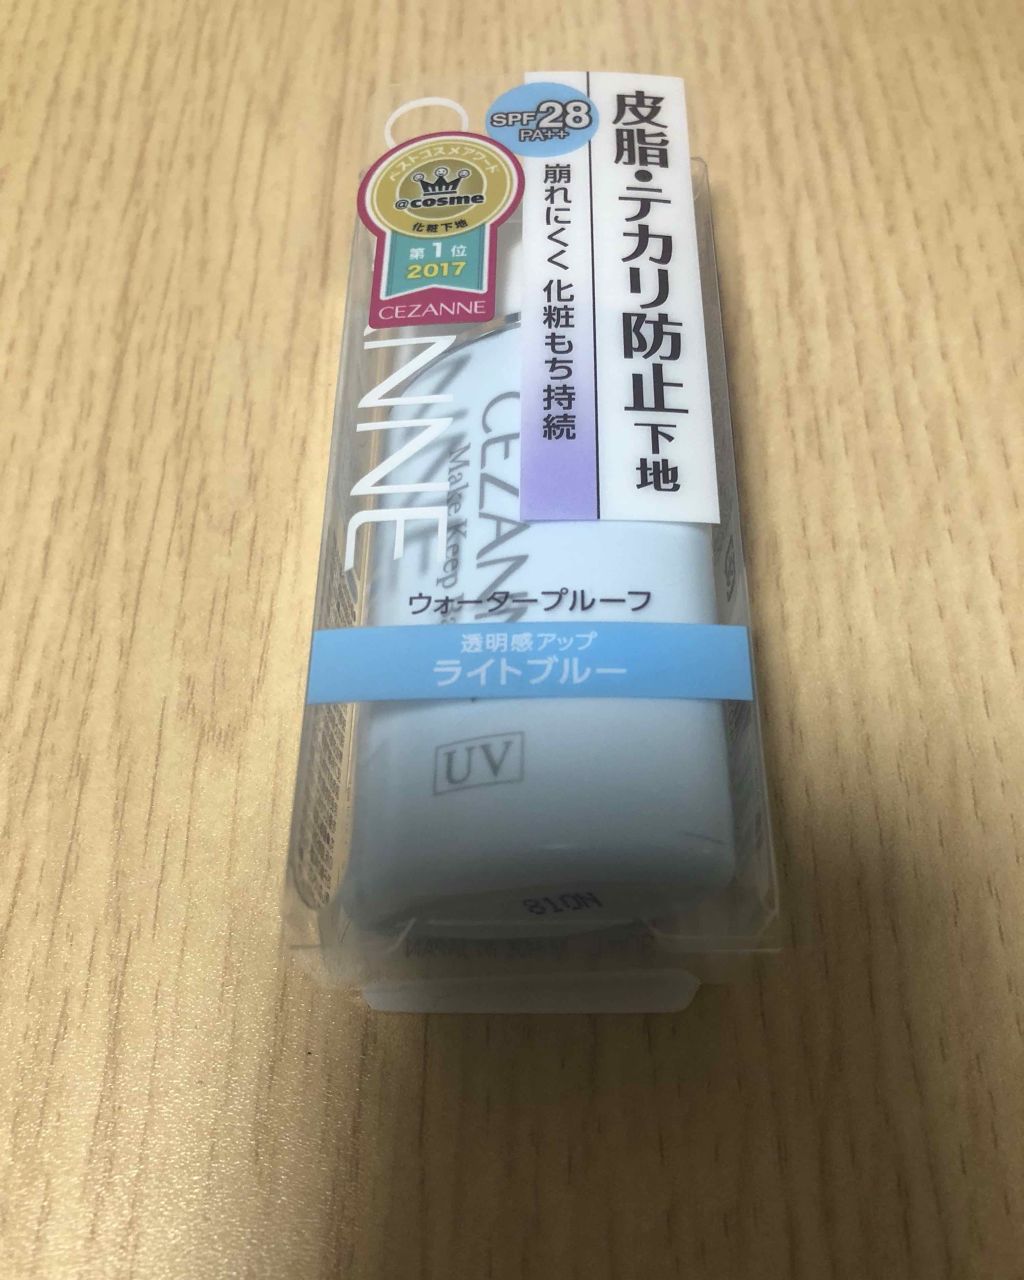 皮脂・テカリ防止下地
崩れにくく 化粧もち持続
SPF28
PA++
ベストコスメアワード
@cosme
化粧下地
第1位
2017
CEZANNE
CEZANNE
Make Keep
ウォータープルーフ
透明感アップ
ライトブルー
UV